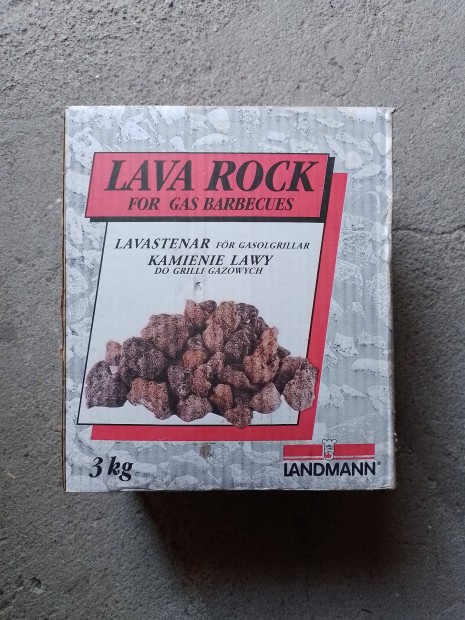 LAVA ROCK
FOR GAS BARBECUES
LAVASTENAR FÖR GASOLGRILLAR
KAMIENIE LAWY
DO GRILLI GAZOWYCH
3 kg
LANDMANN®